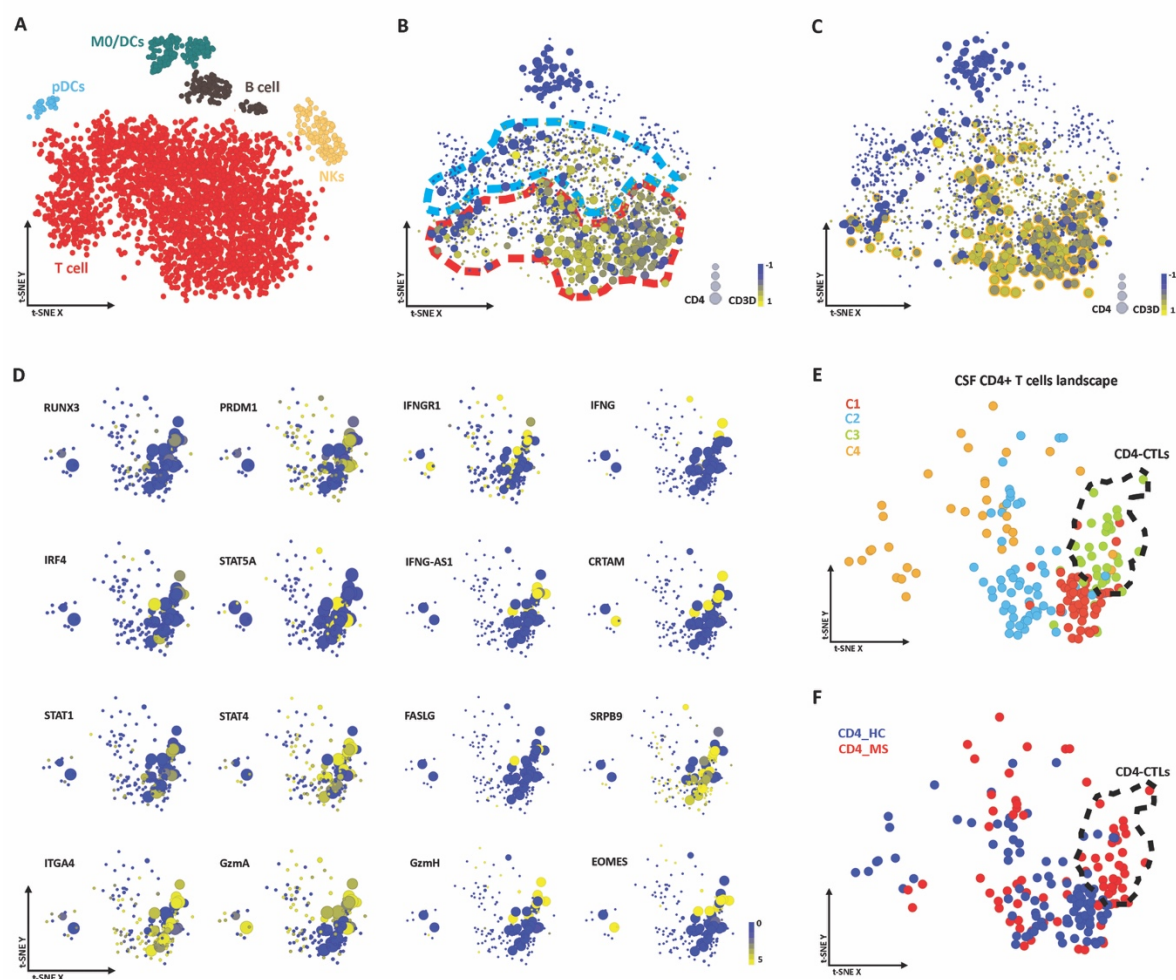 A
M0/DCs
pDCs
B cell
NKs
T cell
t-SNE Y
t-SNE X
B
t-SNE Y
t-SNE X
CD4
CD3D
-1
1
C
t-SNE Y
t-SNE X
CD4
CD3D
-1
1
D
RUNX3
PRDM1
IFNGR1
IFNG
IRF4
STAT5A
IFNG-AS1
CRTAM
STAT1
STAT4
FASLG
SRPB9
ITGA4
GzmA
GzmH
EOMES
t-SNE Y
t-SNE X
0
5
E
CSF CD4+ T cells landscape
C1
C2
C3
C4
CD4-CTLs
t-SNE Y
t-SNE X
F
CD4_HC
CD4_MS
CD4-CTLs
t-SNE Y
t-SNE X